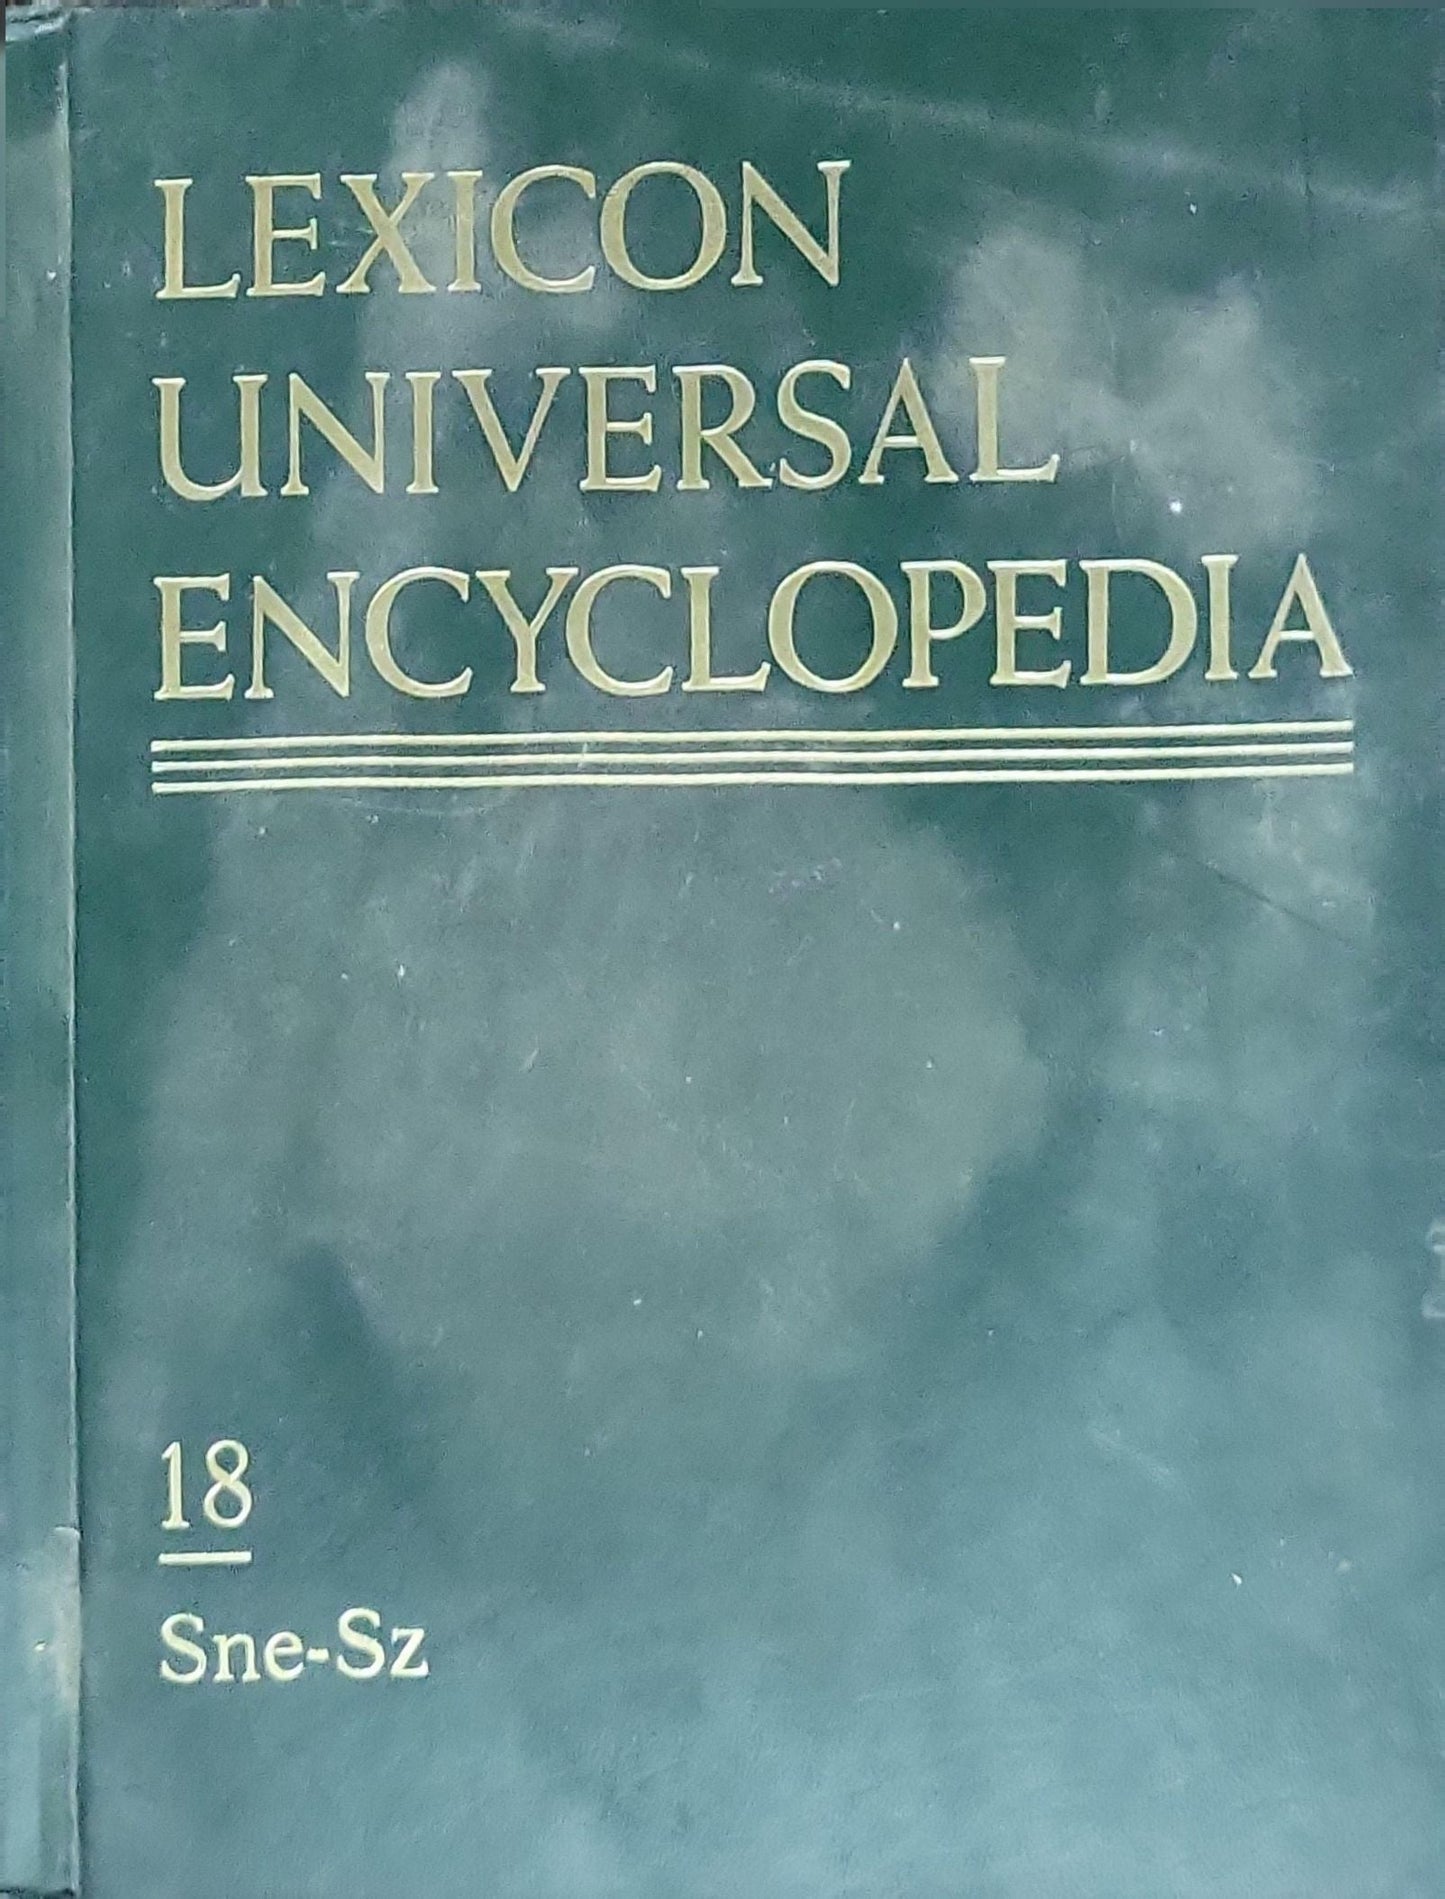 LEXICON
UNIVERSAL
ENCYCLOPEDIA
18
Sne-Sz